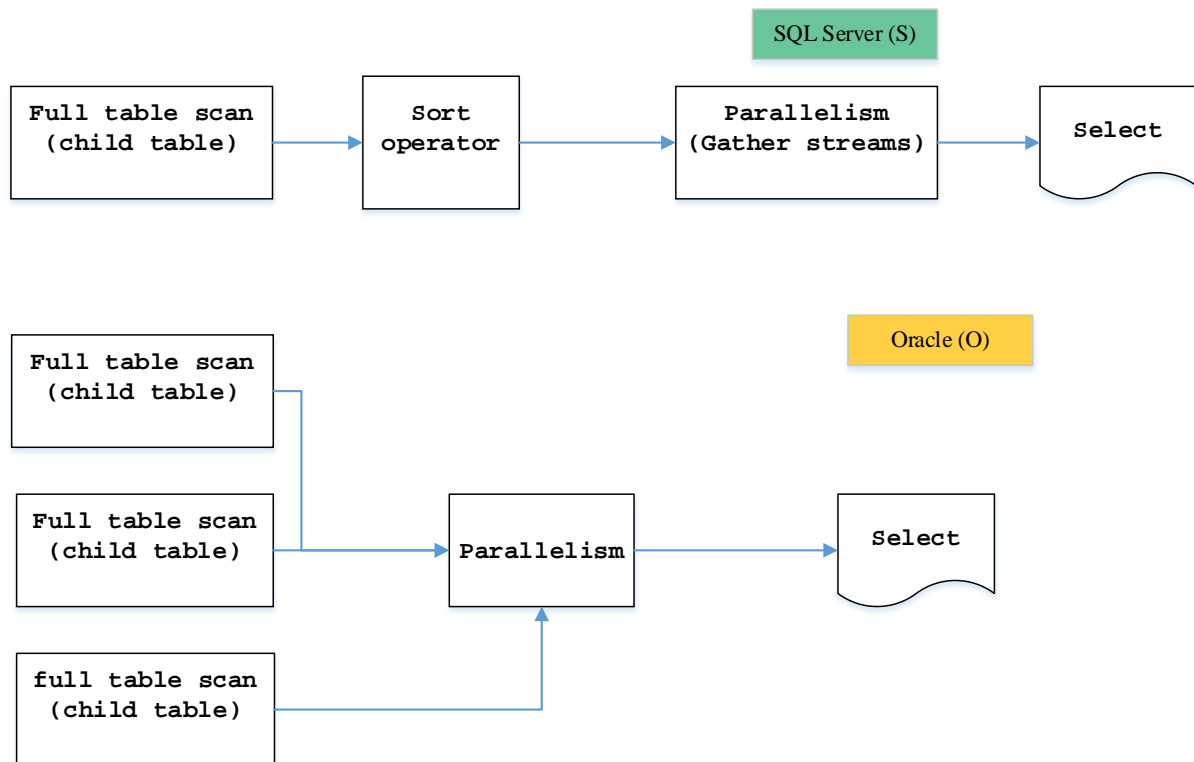 SQL Server (S)
Full table scan
(child table)
Sort
operator
Parallelism
(Gather streams)
Select
Oracle (O)
Full table scan
(child table)
Full table scan
(child table)
Parallelism
Select
full table scan
(child table)